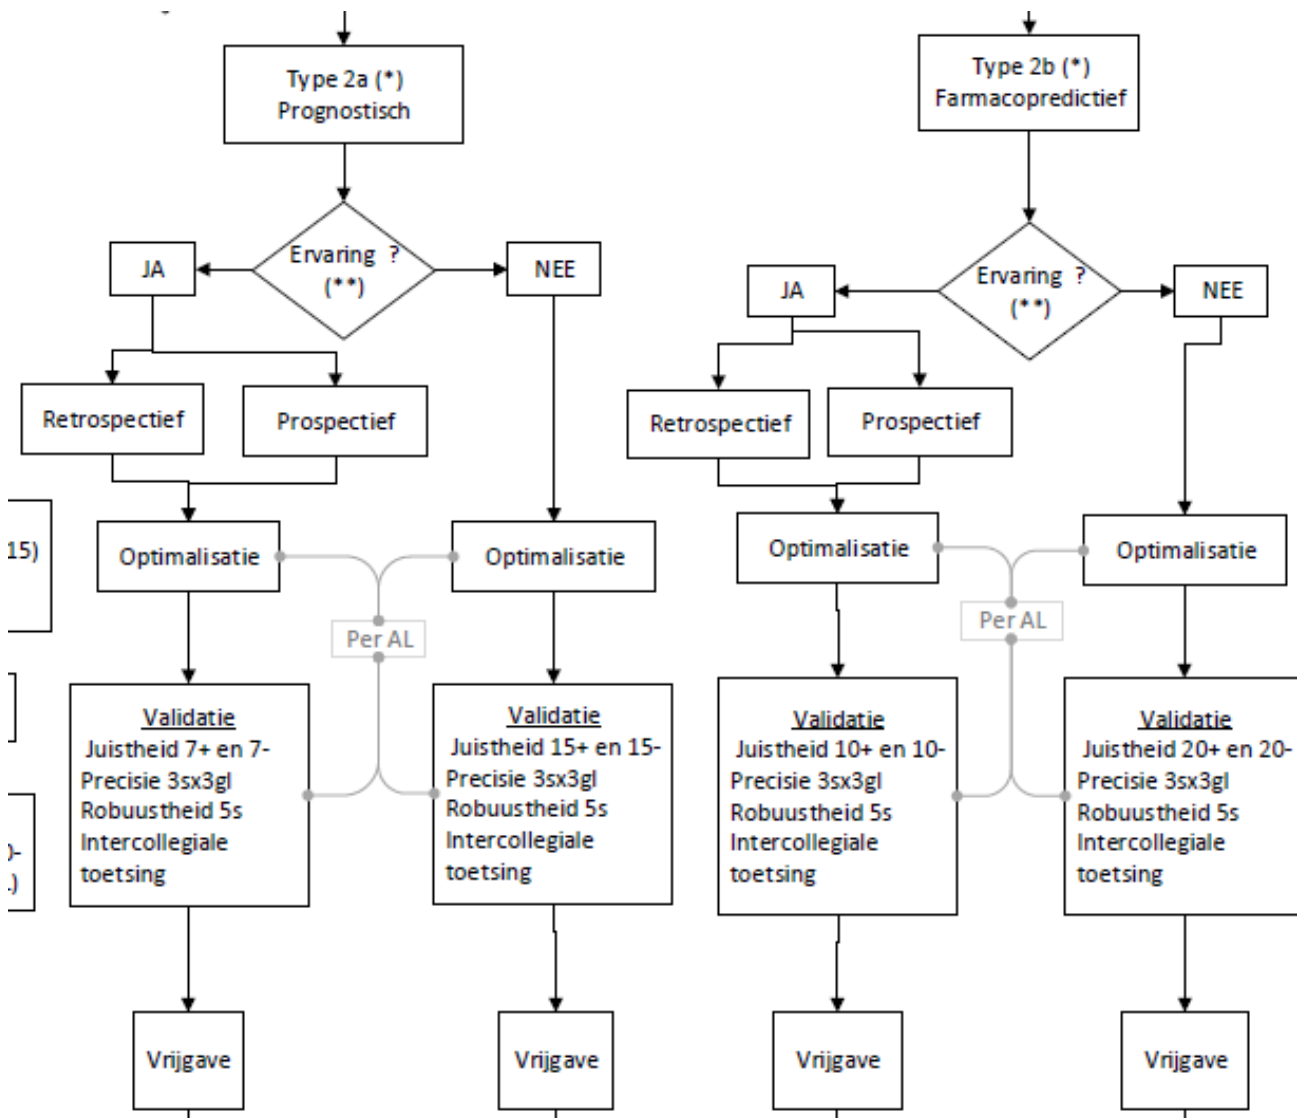 Type 2a (*)
Prognostisch
Ervaring ?
(**)
JA
NEE
Retrospectief
Prospectief
Optimalisatie
Optimalisatie
Per AL
Validatie
Juistheid 7+ en 7-
Precisie 3sx3gl
Robuustheid 5s
Intercollegiale
toetsing
Validatie
Juistheid 15+ en 15-
Precisie 3sx3gl
Robuustheid 5s
Intercollegiale
toetsing
Vrijgave
Vrijgave
Type 2b (*)
Farmacopredictief
Ervaring ?
(**)
JA
NEE
Retrospectief
Prospectief
Optimalisatie
Optimalisatie
Per AL
Validatie
Juistheid 10+ en 10-
Precisie 3sx3gl
Robuustheid 5s
Intercollegiale
toetsing
Validatie
Juistheid 20+ en 20-
Precisie 3sx3gl
Robuustheid 5s
Intercollegiale
toetsing
Vrijgave
Vrijgave
15)